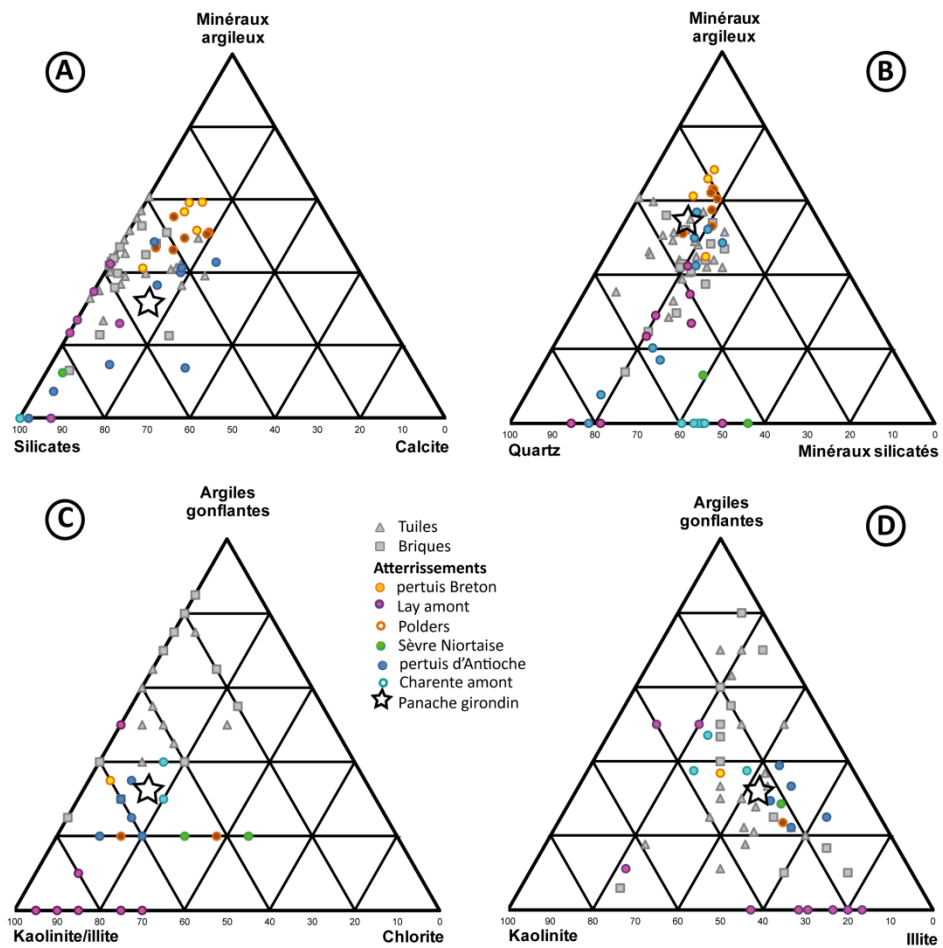 Minéraux
argileux
A
100 90 80 70 60 50 40 30 20 10 0
Silicates
Calcite
Minéraux
argileux
B
100 90 80 70 60 50 40 30 20 10 0
Quartz
Minéraux silicatés
Argiles
gonflantes
C
100 90 80 70 60 50 40 30 20 10 0
Kaolinite/illite
Chlorite
Tuiles
Briques
Atterrissements
pertuis Breton
Lay amont
Polders
Sèvre Niortaise
pertuis d'Antioche
Charente amont
Panache girondin
Argiles
gonflantes
D
100 90 80 70 60 50 40 30 20 10 0
Kaolinite
Illite